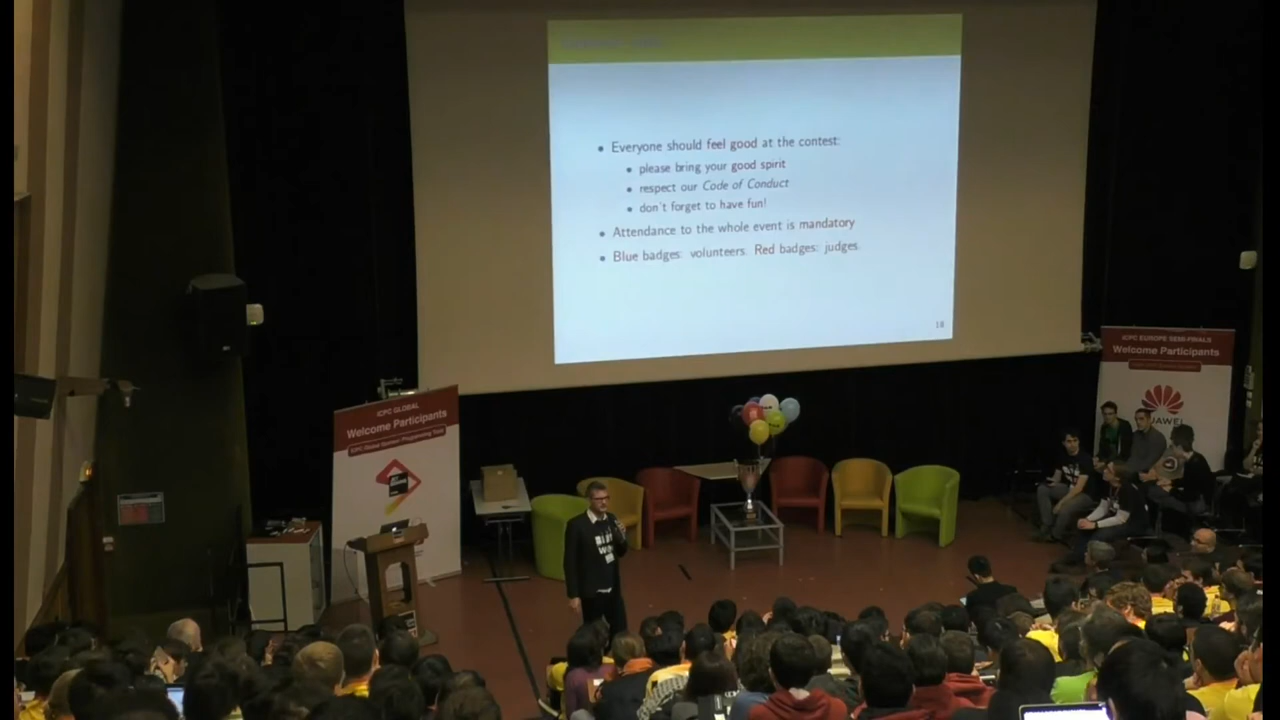 Everyone should feel good at the contest:
please bring your good spirit
respect our Code of Conduct
don't forget to have fun!
Attendance to the whole event is mandatory
Blue badges: volunteers. Red badges: judges.
18
ICPC GLOBAL
Welcome Participants
ICPC EUROPE SEMI-FINALS
Welcome Participants
HUAWEI